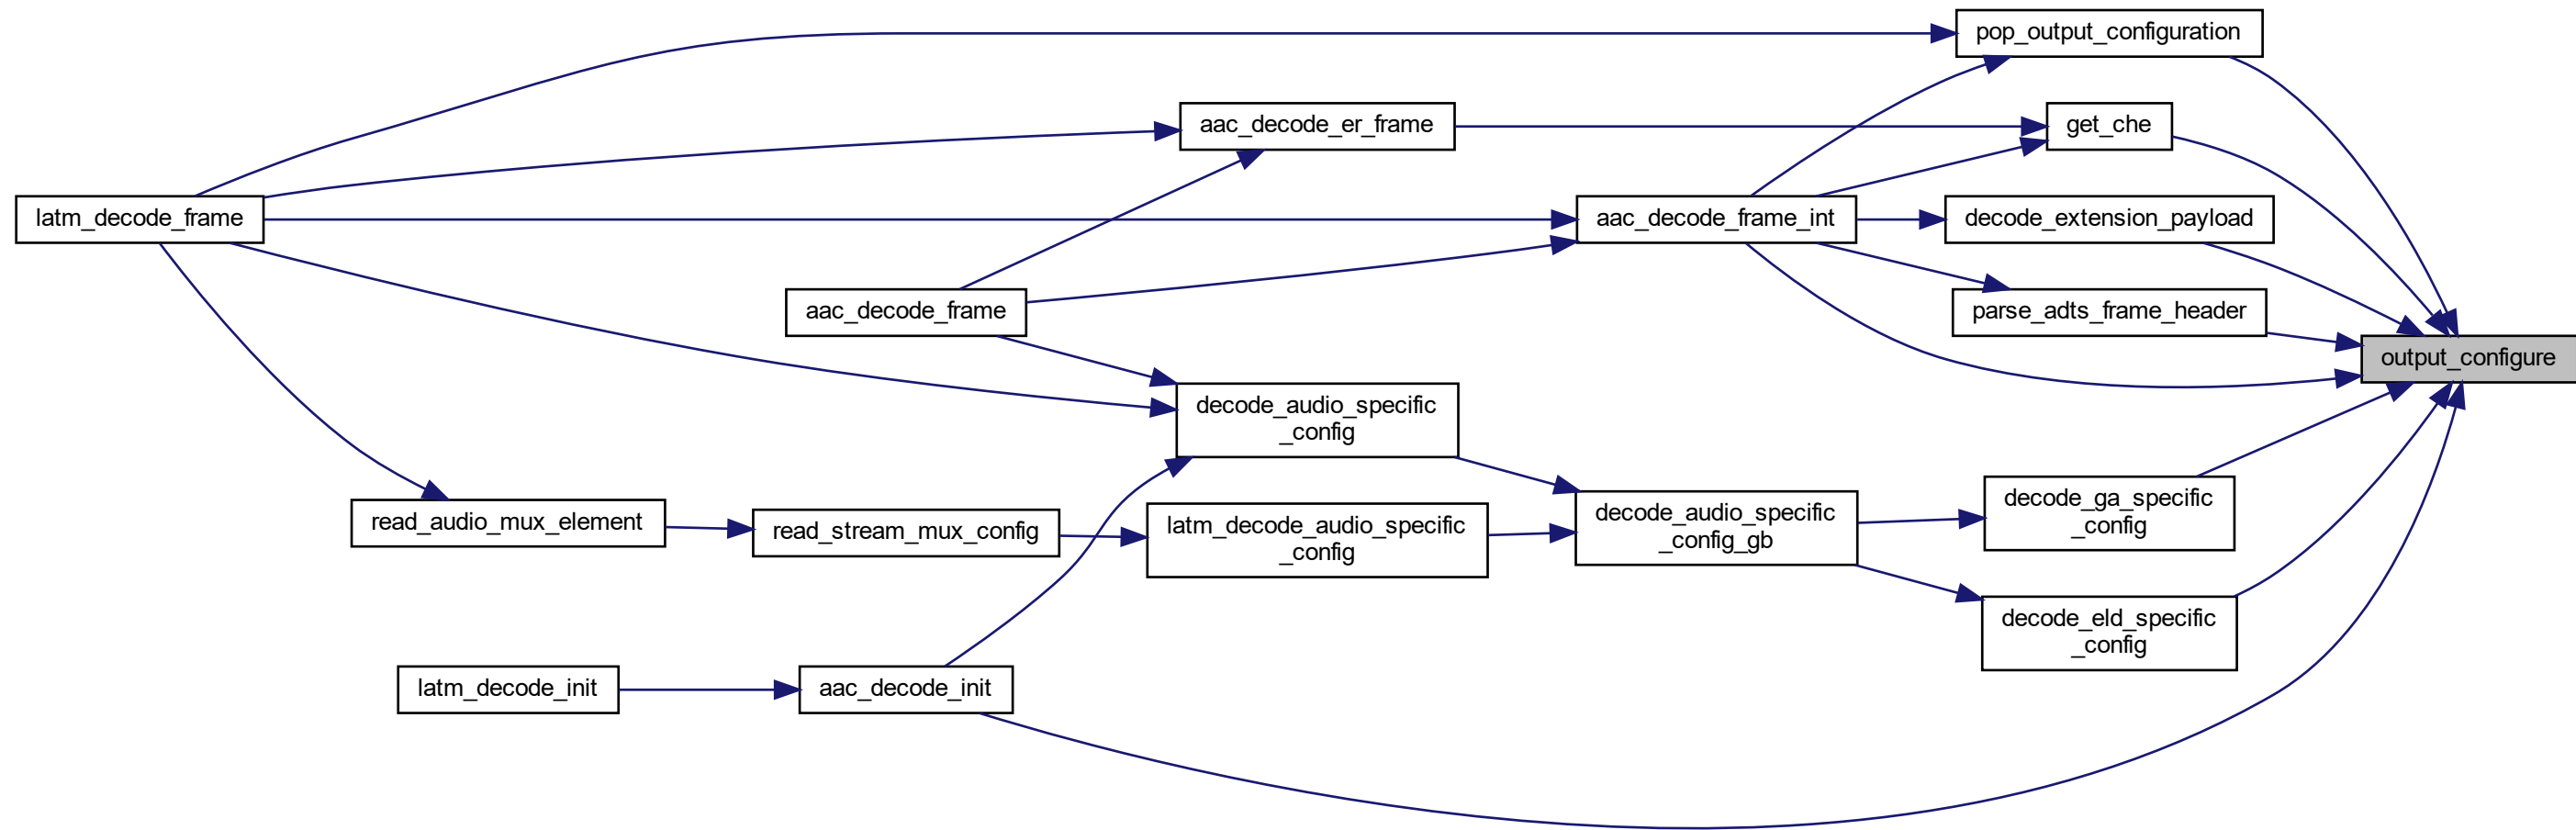 pop_output_configuration
aac_decode_er_frame
get_che
latm_decode_frame
aac_decode_frame_int
decode_extension_payload
aac_decode_frame
parse_adts_frame_header
output_configure
decode_audio_specific
_config
decode_ga_specific
_config
read_audio_mux_element
read_stream_mux_config
latm_decode_audio_specific
_config
decode_audio_specific
_config_gb
decode_eld_specific
_config
latm_decode_init
aac_decode_init